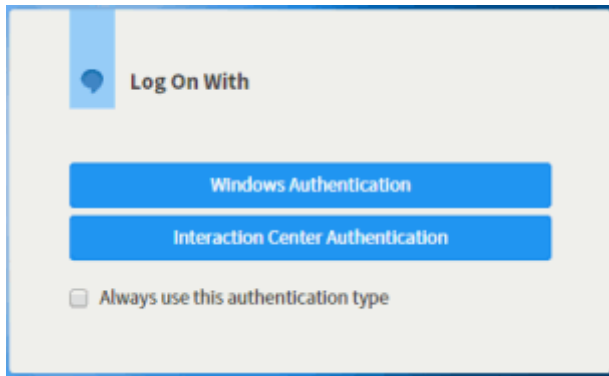 Log On With
Windows Authentication
Interaction Center Authentication
Always use this authentication type